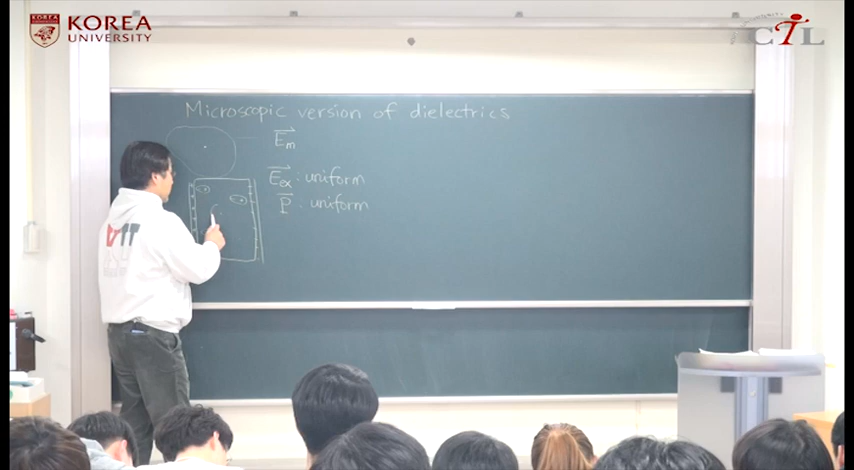 KOREA
UNIVERSITY
CTL
Microscopic version of dielectrics
E⃗m
E⃗ex : uniform
P⃗ : uniform